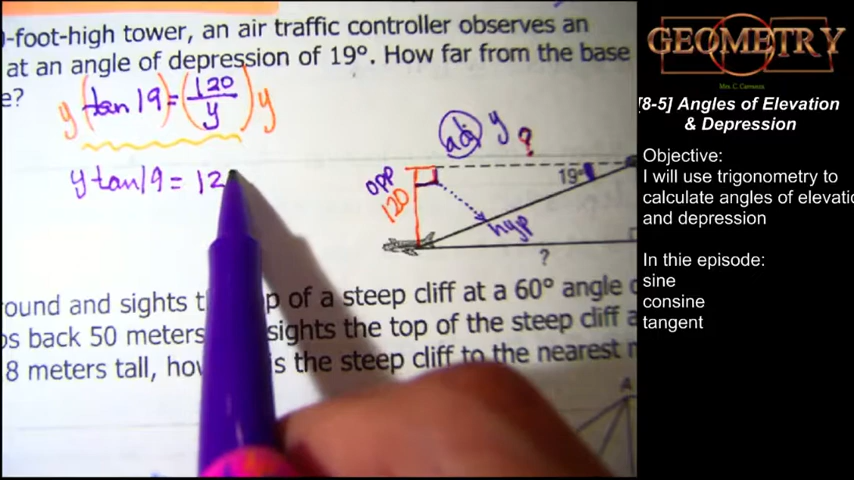 -foot-high tower, an air traffic controller observes an
at an angle of depression of 19°. How far from the base
e?
y (tan 19 = (120/y) y
y tan 19 = 12
adj y ?
opp
120
19°
hyp
?
ound and sights t p of a steep cliff at a 60° angle
ps back 50 meters sights the top of the steep cliff a
8 meters tall, ho is the steep cliff to the nearest
A
GEOMETRY
Mrs. C Carrasco
[8-5] Angles of Elevation
& Depression
Objective:
I will use trigonometry to
calculate angles of elevatio
and depression
In thie episode:
sine
consine
tangent